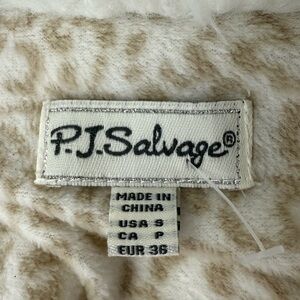 P.J.Salvage®
MADE IN
CHINA
USA S
CA P
EUR 36